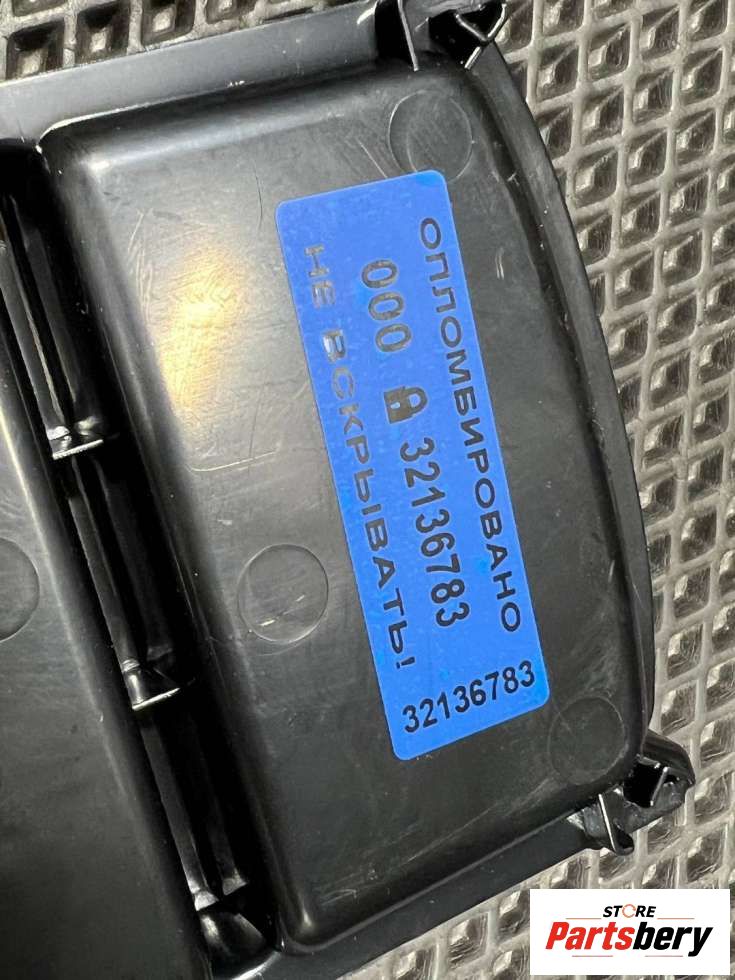 ОПЛОМБИРОВАНО
000 32136783
НЕ ВСКРЫВАТЬ!
32136783
STORE
Partsbery